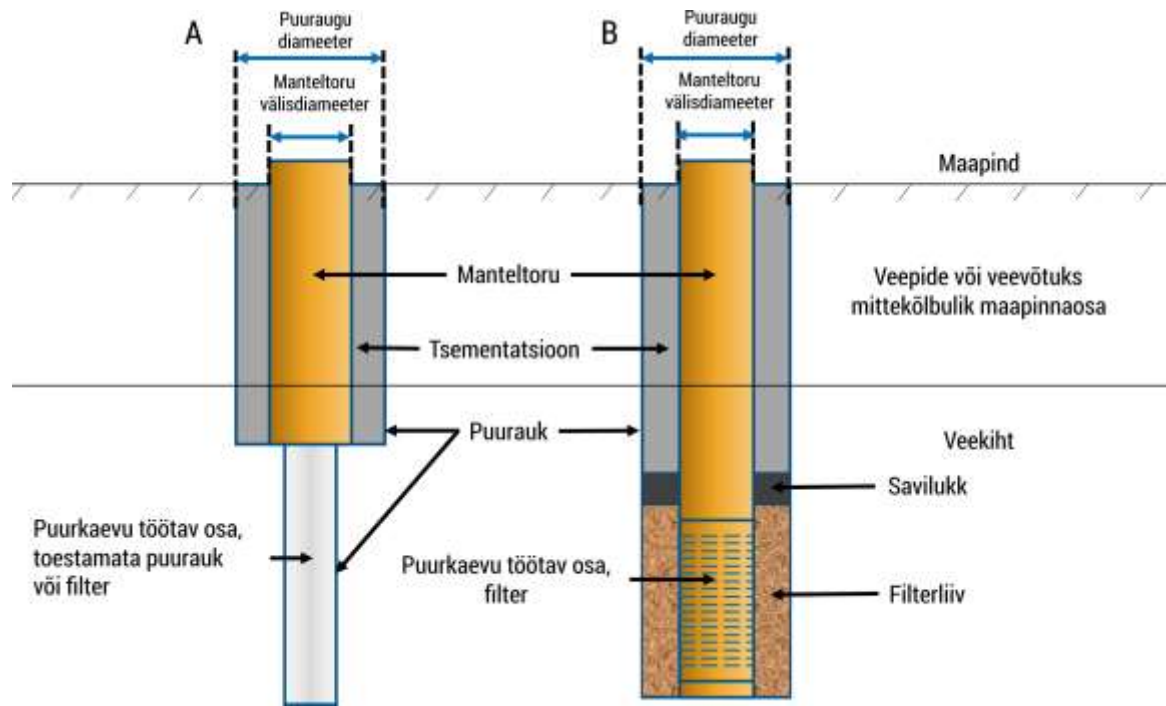 A
Puuraugu
diameeter
Manteltoru
välisdiameeter
B
Puuraugu
diameeter
Manteltoru
välisdiameeter
Maapind
Manteltoru
Veepide või veevõtuks
mittekõlbulik maapinnaosa
Tsementatsioon
Puurauk
Veekiht
Savilukk
Puurkaevu töötav osa,
toestamata puurauk
või filter
Puurkaevu töötav osa,
filter
Filterliiv